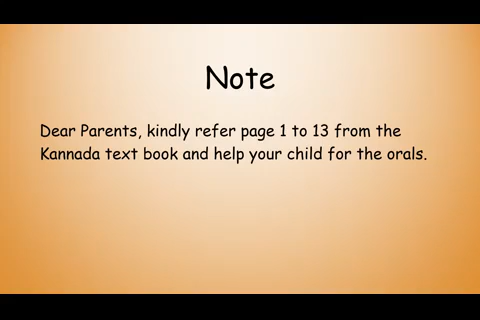 Note
Dear Parents, kindly refer page 1 to 13 from the
Kannada text book and help your child for the orals.